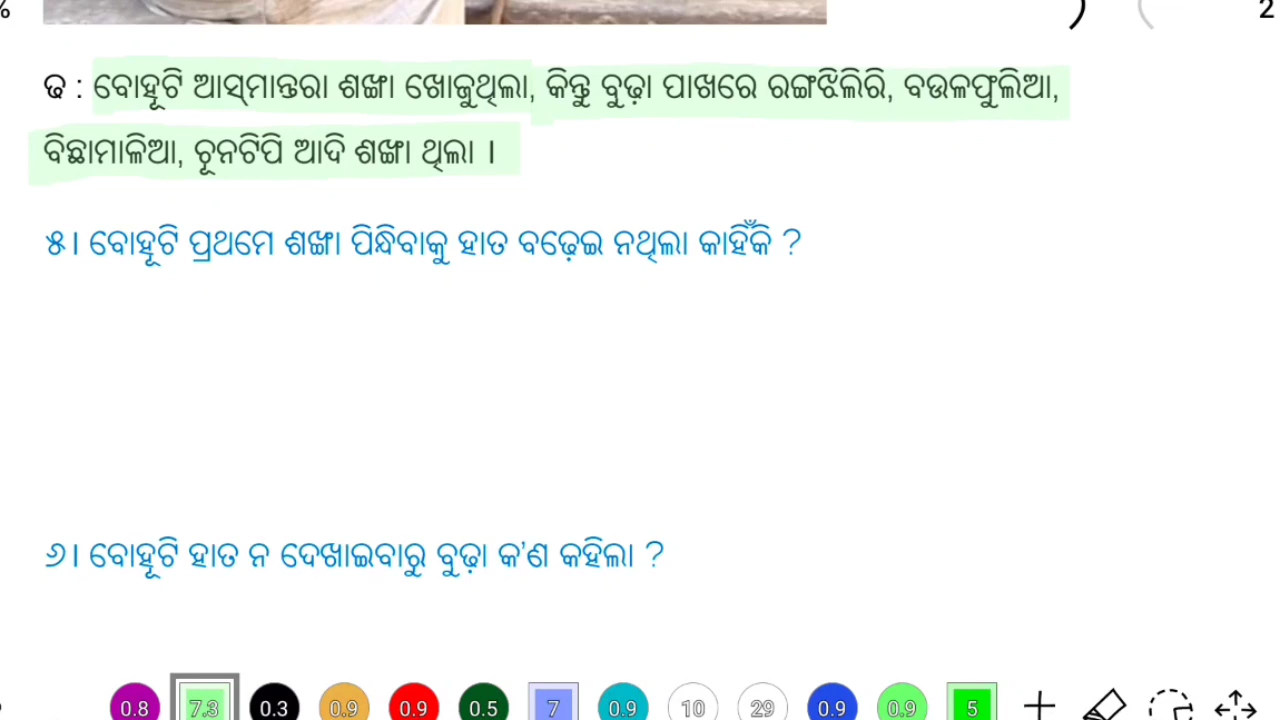 2
ଢ : ବୋହୂଟି ଆସ୍ମାନ୍ତରା ଶଙ୍ଖା ଖୋଜୁଥିଲା, କିନ୍ତୁ ବୁଢ଼ା ପାଖରେ ରଙ୍ଗଝିଲିରି, ବଉଳଫୁଲିଆ,
ବିଛାମାଳିଆ, ଚୂନଟିପି ଆଦି ଶଙ୍ଖା ଥିଲା ।
୫। ବୋହୂଟି ପ୍ରଥମେ ଶଙ୍ଖା ପିନ୍ଧିବାକୁ ହାତ ବଢ଼େଇ ନଥିଲା କାହିଁକି ?
୬। ବୋହୂଟି ହାତ ନ ଦେଖାଇବାରୁ ବୁଢ଼ା କ'ଣ କହିଲା ?
0.8 7.3 0.3 0.9 0.9 0.5 7 0.9 10 29 0.9 0.9 5